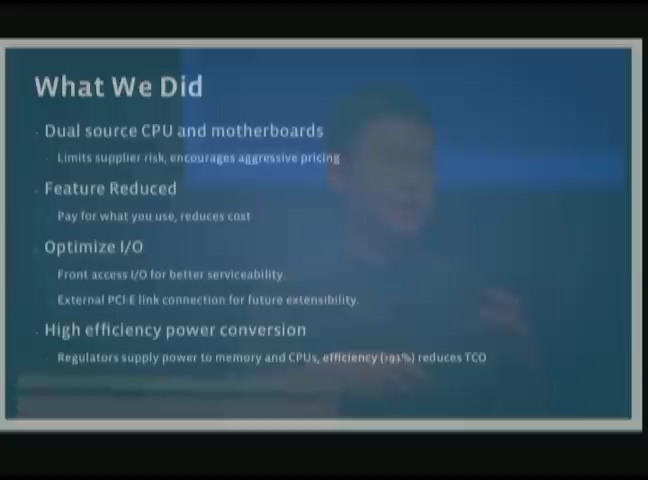 What We Did
Dual source CPU and motherboards
Limits supplier risk, encourages aggressive pricing
Feature Reduced
Pay for what you use, reduces cost
Optimize I/O
Front access I/O for better serviceability.
External PCI-E link connection for future extensibility.
High efficiency power conversion
Regulators supply power to memory and CPUs, efficiency (>91%) reduces TCO